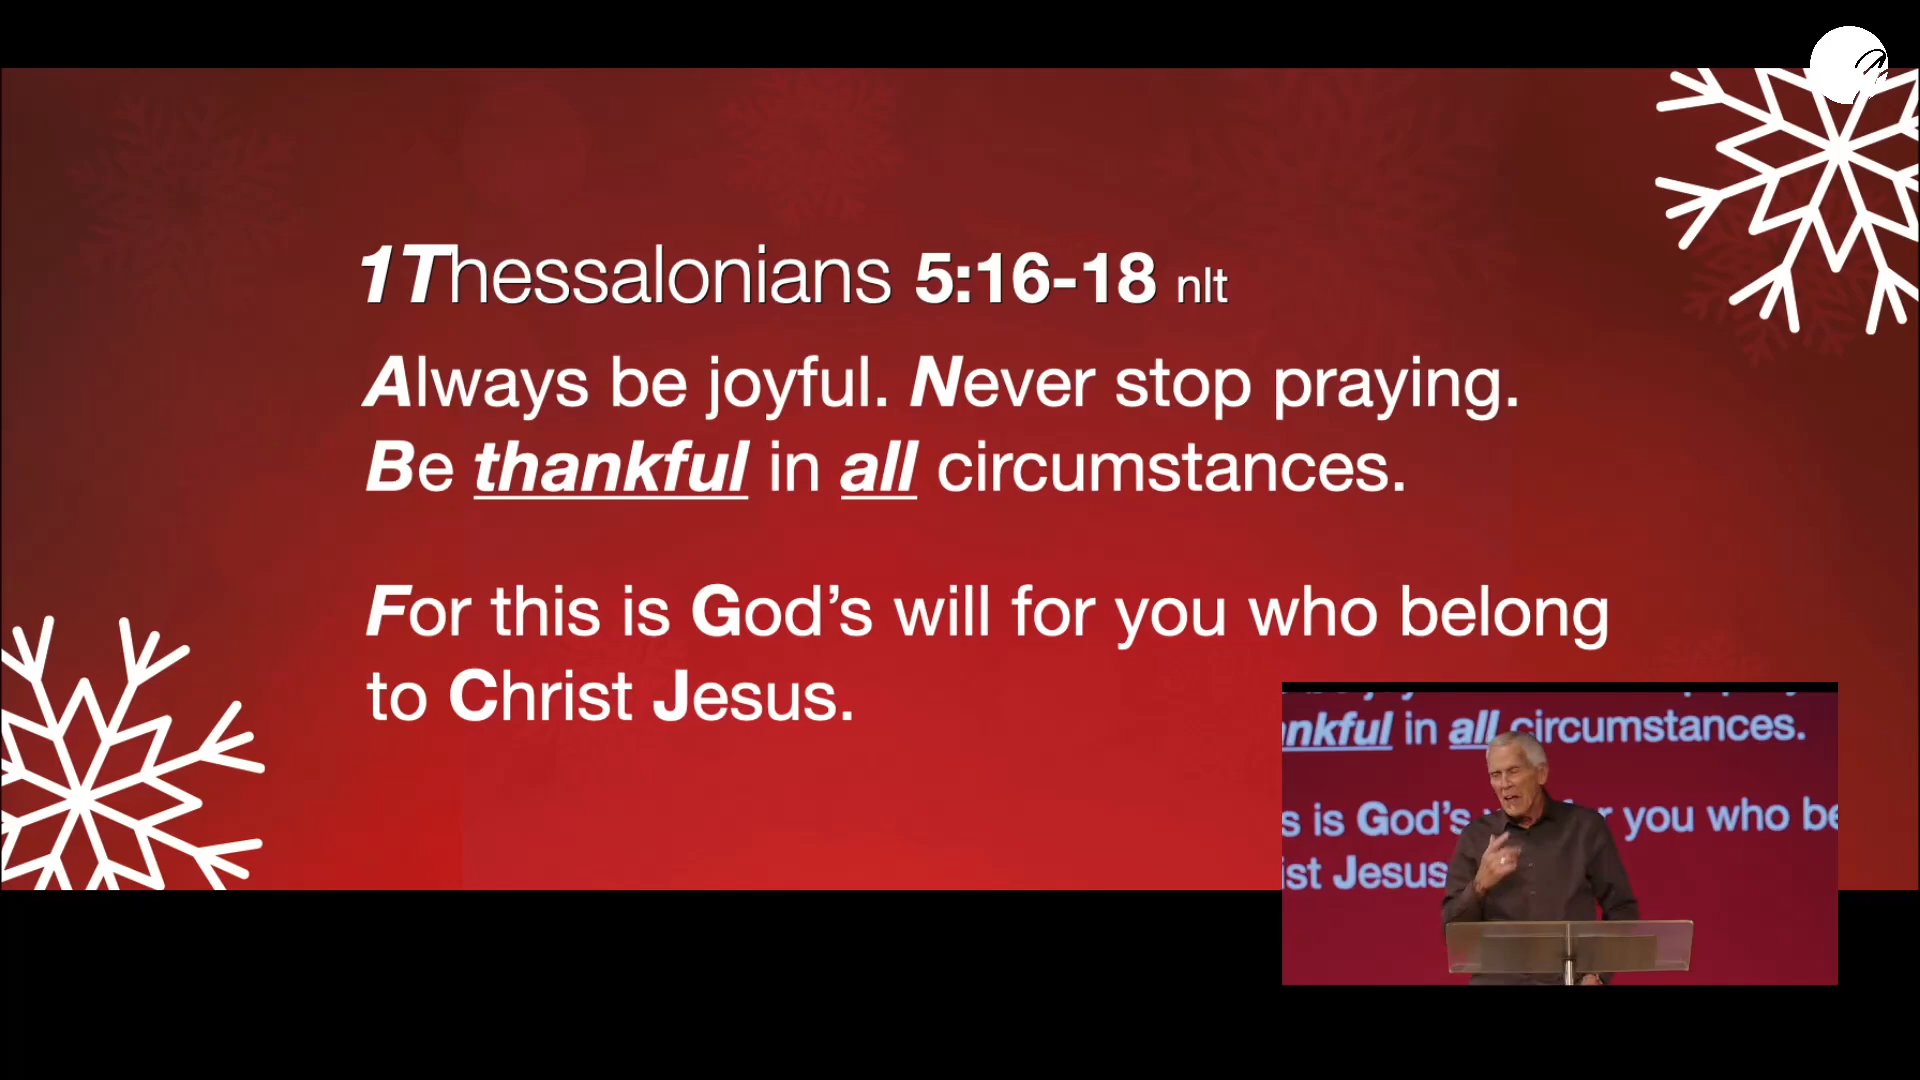 1Thessalonians 5:16-18 nlt
Always be joyful. Never stop praying.
Be thankful in all circumstances.
For this is God’s will for you who belong
to Christ Jesus.
nkful in all circumstances.
s is God’s for you who be
ist Jesus